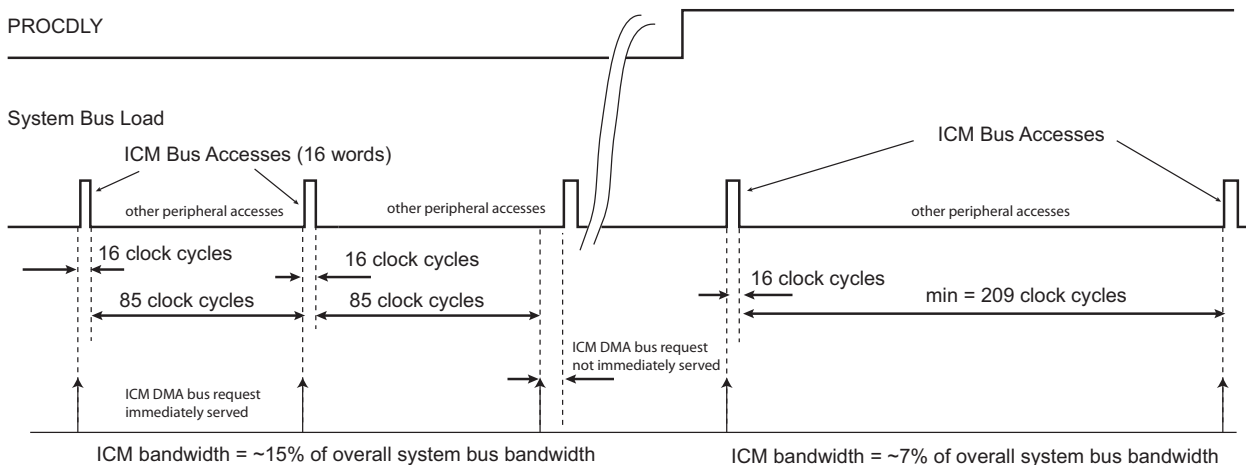 PROCDLY
System Bus Load
ICM Bus Accesses (16 words)
ICM Bus Accesses
other peripheral accesses
other peripheral accesses
other peripheral accesses
16 clock cycles
16 clock cycles
16 clock cycles
85 clock cycles
85 clock cycles
min = 209 clock cycles
ICM DMA bus request
not immediately served
ICM DMA bus request
immediately served
ICM bandwidth = ~15% of overall system bus bandwidth
ICM bandwidth = ~7% of overall system bus bandwidth